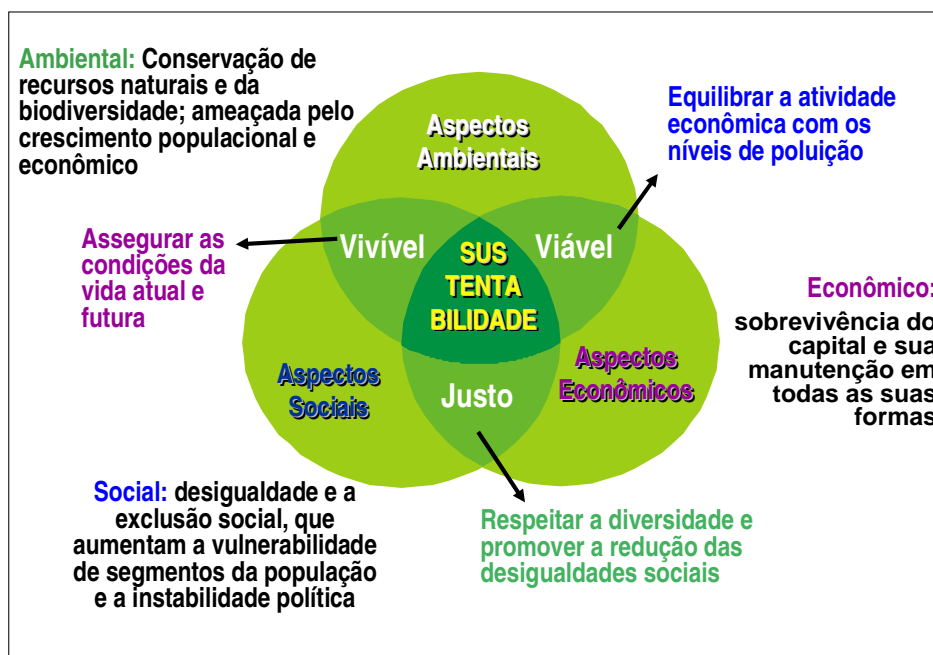 Ambiental: Conservação de
recursos naturais e da
biodiversidade; ameaçada pelo
crescimento populacional e
econômico
Aspectos
Ambientais
Equilibrar a atividade
econômica com os
níveis de poluição
Assegurar as
condições da
vida atual e
futura
Vivível
SUS
TENTA
BILIDADE
Viável
Econômico:
sobrevivência do
capital e sua
manutenção em
todas as suas
formas
Aspectos
Sociais
Justo
Aspectos
Econômicos
Social: desigualdade e a
exclusão social, que
aumentam a vulnerabilidade
de segmentos da população
e a instabilidade política
Respeitar a diversidade e
promover a redução das
desigualdades sociais